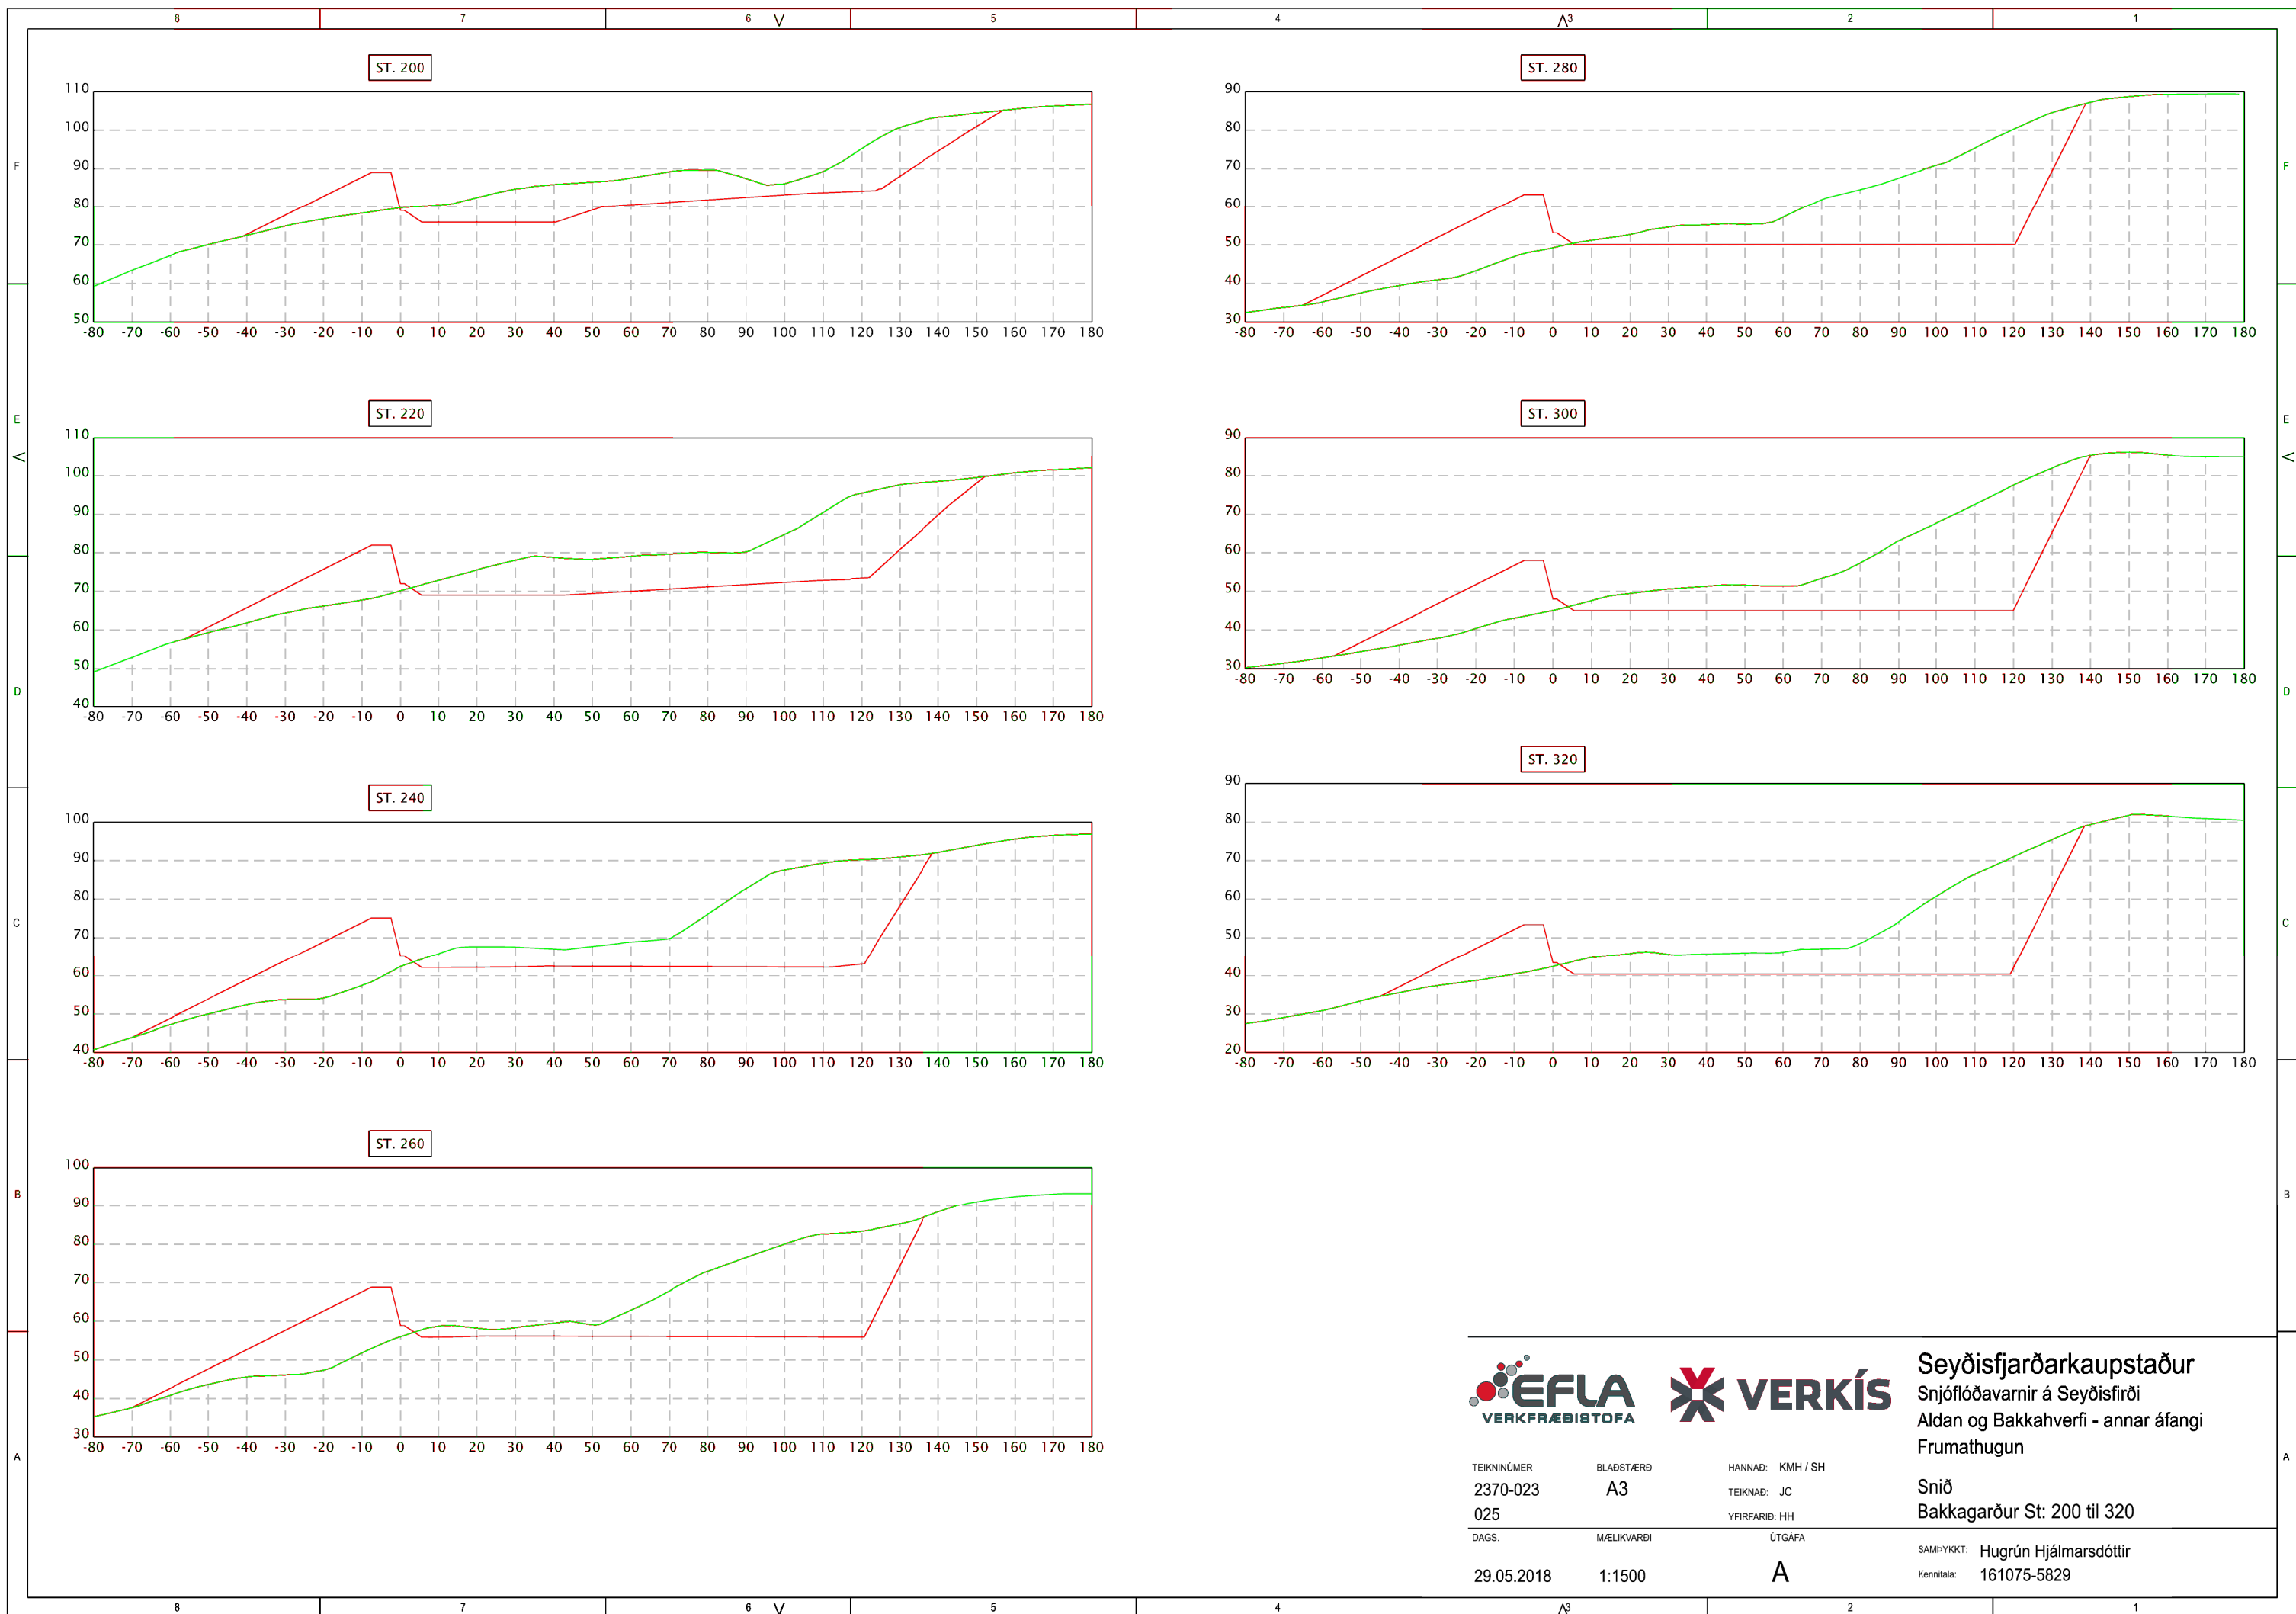 8 7 6 5 4 3 2 1
ST. 200
110
100
90
80
70
60
50
-80 -70 -60 -50 -40 -30 -20 -10 0 10 20 30 40 50 60 70 80 90 100 110 120 130 140 150 160 170 180
ST. 220
110
100
90
80
70
60
50
40
-80 -70 -60 -50 -40 -30 -20 -10 0 10 20 30 40 50 60 70 80 90 100 110 120 130 140 150 160 170 180
ST. 240
100
90
80
70
60
50
40
-80 -70 -60 -50 -40 -30 -20 -10 0 10 20 30 40 50 60 70 80 90 100 110 120 130 140 150 160 170 180
ST. 260
100
90
80
70
60
50
40
30
-80 -70 -60 -50 -40 -30 -20 -10 0 10 20 30 40 50 60 70 80 90 100 110 120 130 140 150 160 170 180
ST. 280
90
80
70
60
50
40
30
-80 -70 -60 -50 -40 -30 -20 -10 0 10 20 30 40 50 60 70 80 90 100 110 120 130 140 150 160 170 180
ST. 300
90
80
70
60
50
40
30
-80 -70 -60 -50 -40 -30 -20 -10 0 10 20 30 40 50 60 70 80 90 100 110 120 130 140 150 160 170 180
ST. 320
90
80
70
60
50
40
30
20
-80 -70 -60 -50 -40 -30 -20 -10 0 10 20 30 40 50 60 70 80 90 100 110 120 130 140 150 160 170 180
F F
E E
D D
C C
B B
A A
EFLA
VERKFRÆÐISTOFA
VERKÍS
Seyðisfjarðarkaupstaður
Snjóflóðavarnir á Seyðisfirði
Aldan og Bakkahverfi - annar áfangi
Frumathugun
Snið
Bakkagarður St: 200 til 320
TEIKNINÚMER BLAÐSTÆRÐ HANNAÐ: KMH / SH
2370-023 A3 TEIKNAÐ: JC
025 YFIRFARIÐ: HH
DAGS. MÆLIKVARÐI ÚTGÁFA
29.05.2018 1:1500 A
SAMÞYKKT: Hugrún Hjálmarsdóttir
Kennitala: 161075-5829
8 7 6 5 4 3 2 1